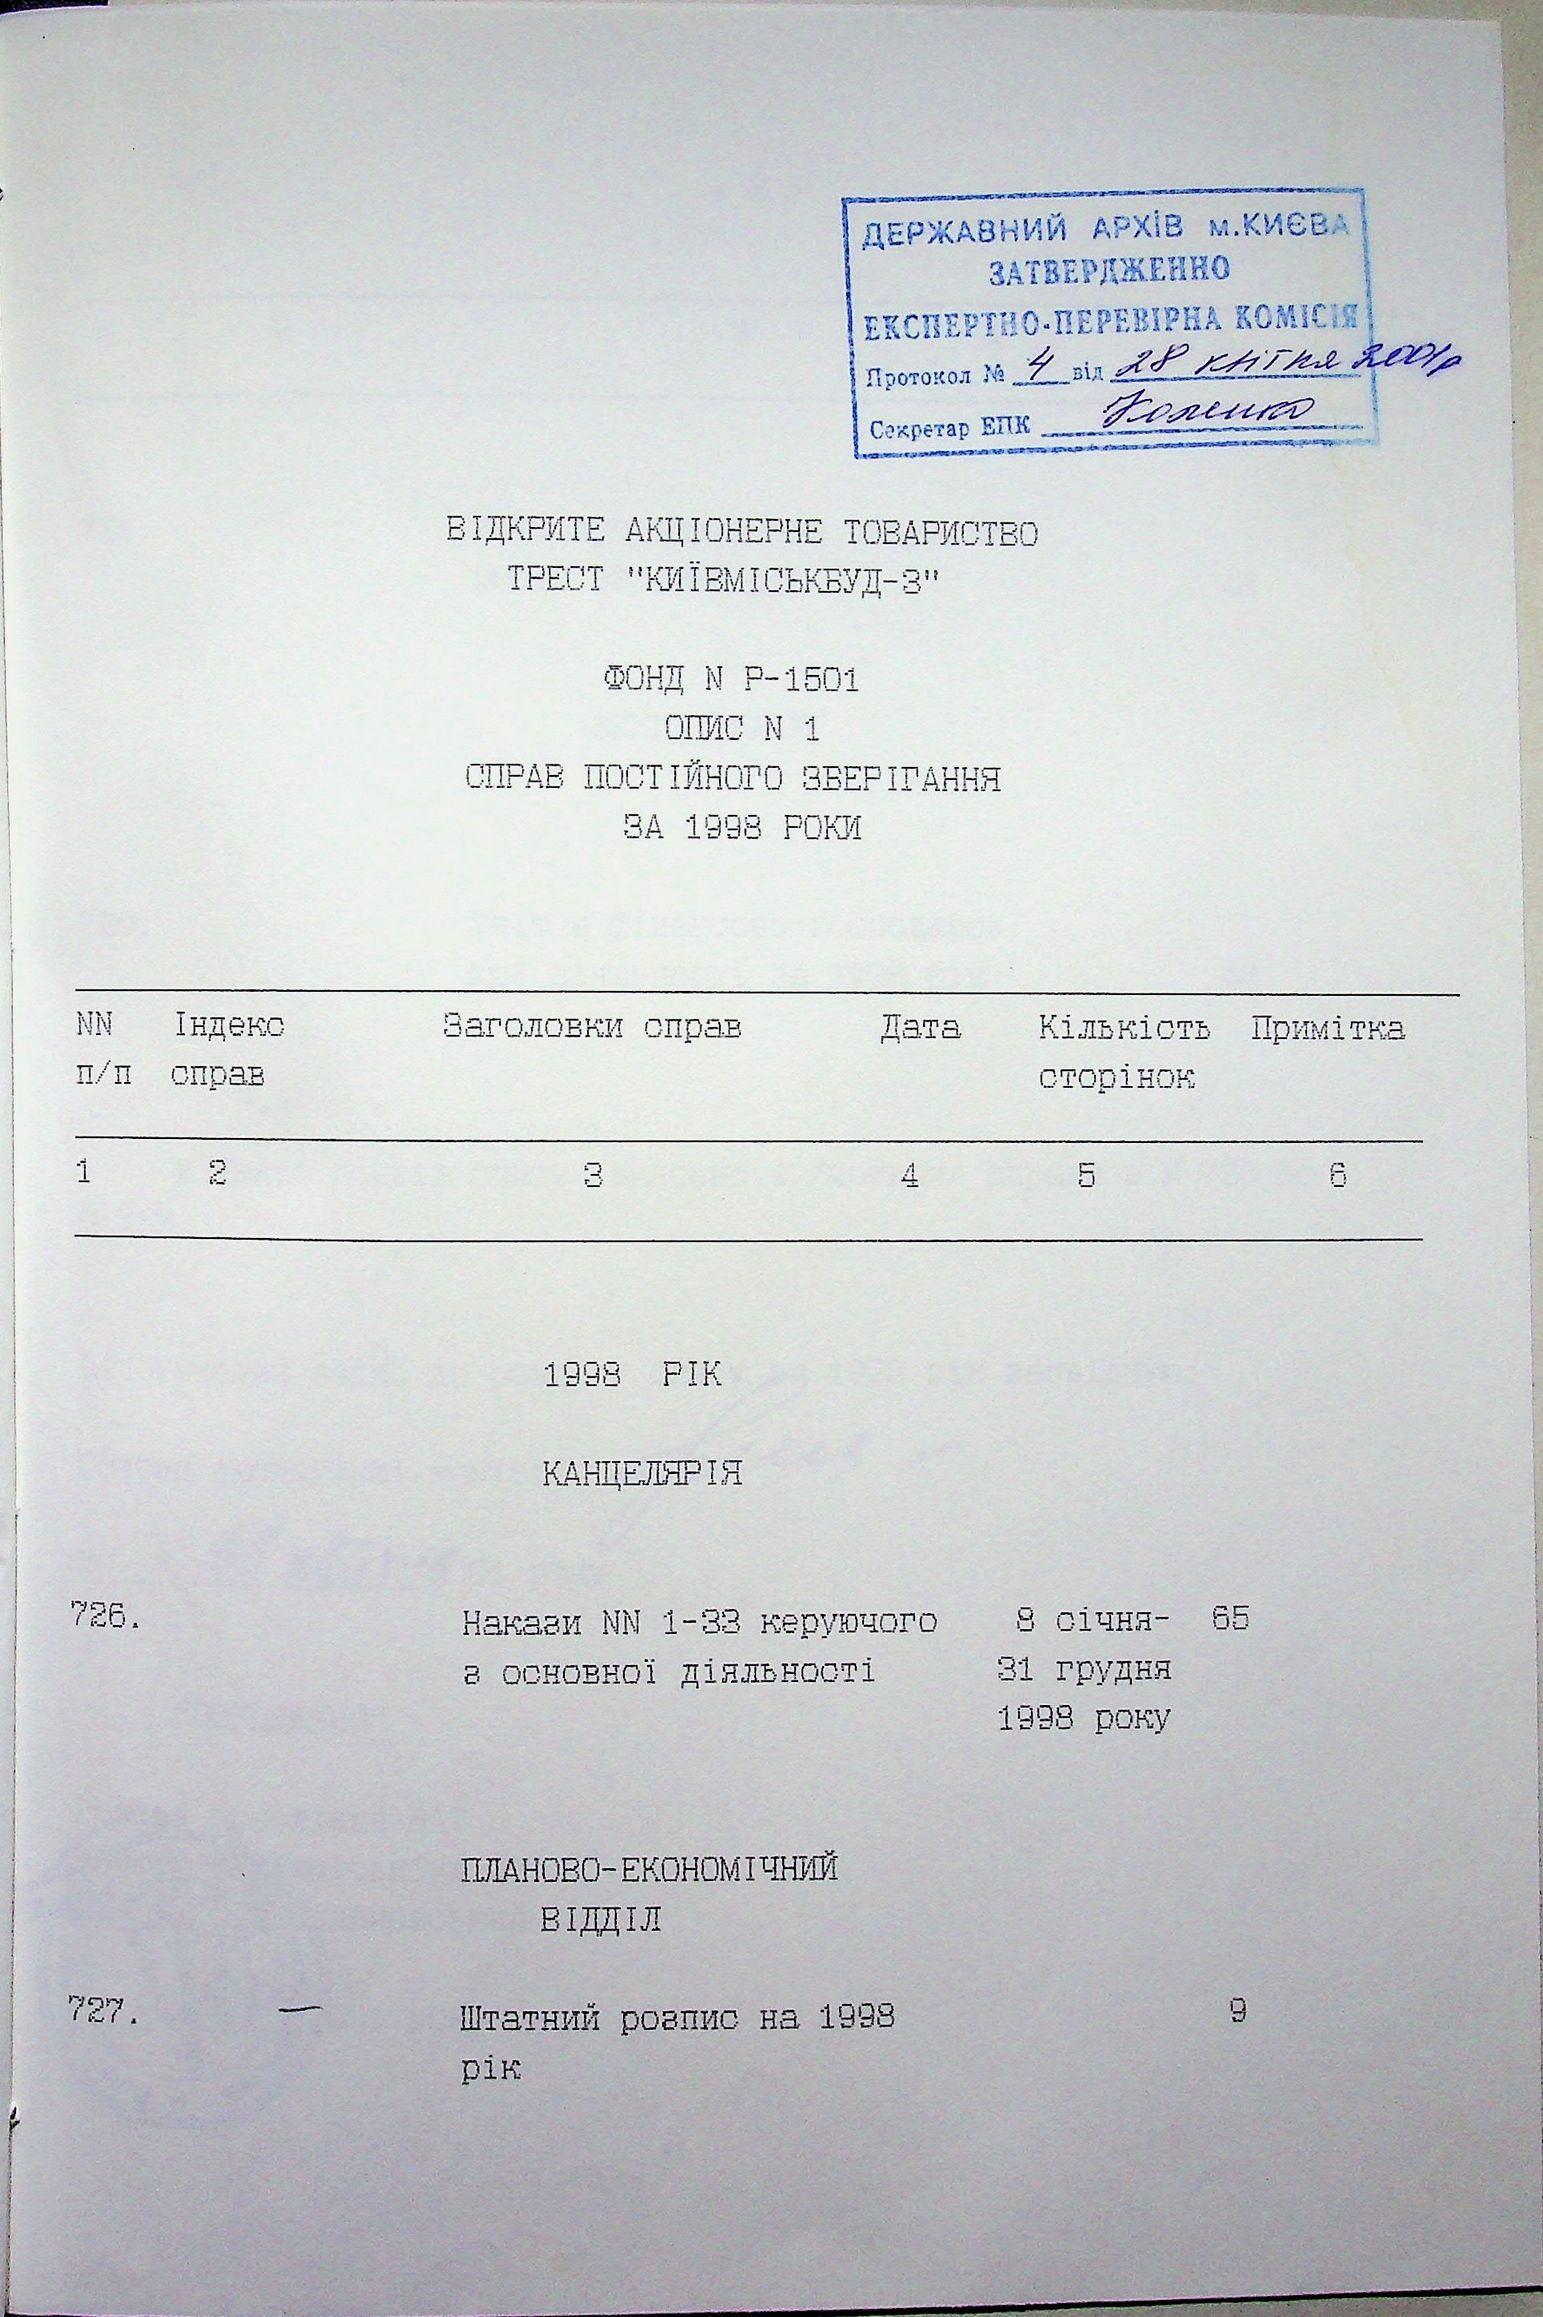 ДЕРЖАВНИЙ АРХІВ м.КИЄВА
ЗАТВЕРДЖЕННО
ЕКСПЕРТНО-ПЕРЕВІРНА КОМІСІЯ
Протокол № 4 від 28 квітня 2001р
Секретар ЕПК
ВІДКРИТЕ АКЦІОНЕРНЕ ТОВАРИСТВО
ТРЕСТ "КИЇВМІСЬКБУД-3"
ФОНД N Р-1501
ОПИС N 1
СПРАВ ПОСТІЙНОГО ЗБЕРІГАННЯ
ЗА 1998 РОКИ
NN Індекс Заголовки справ Дата Кількість Примітка
п/п справ сторінок
1 2 3 4 5 6
1998 РІК
КАНЦЕЛЯРІЯ
726. Накази NN 1-33 керуючого 8 січня- 65
з основної діяльності 31 грудня
1998 року
ПЛАНОВО-ЕКОНОМІЧНИЙ
ВІДДІЛ
727. — Штатний розпис на 1998 9
рік